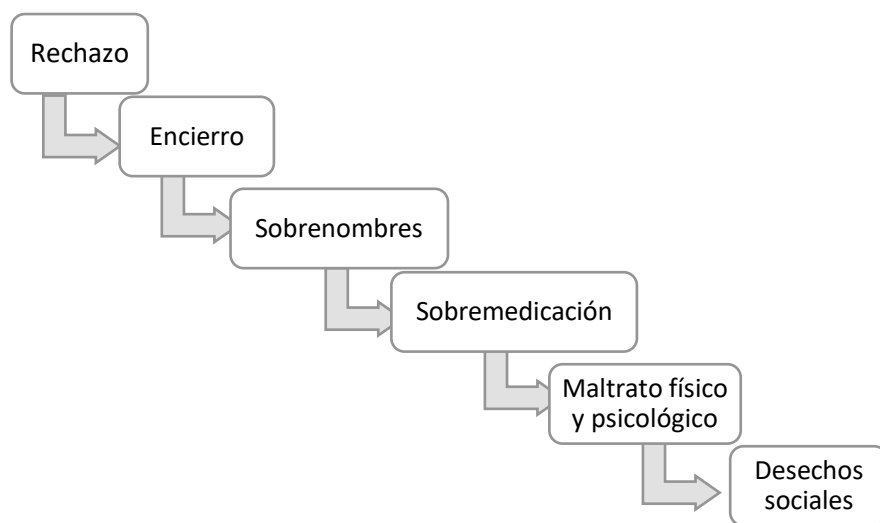 Rechazo
Encierro
Sobrenombres
Sobremedicación
Maltrato físico
y psicológico
Desechos
sociales